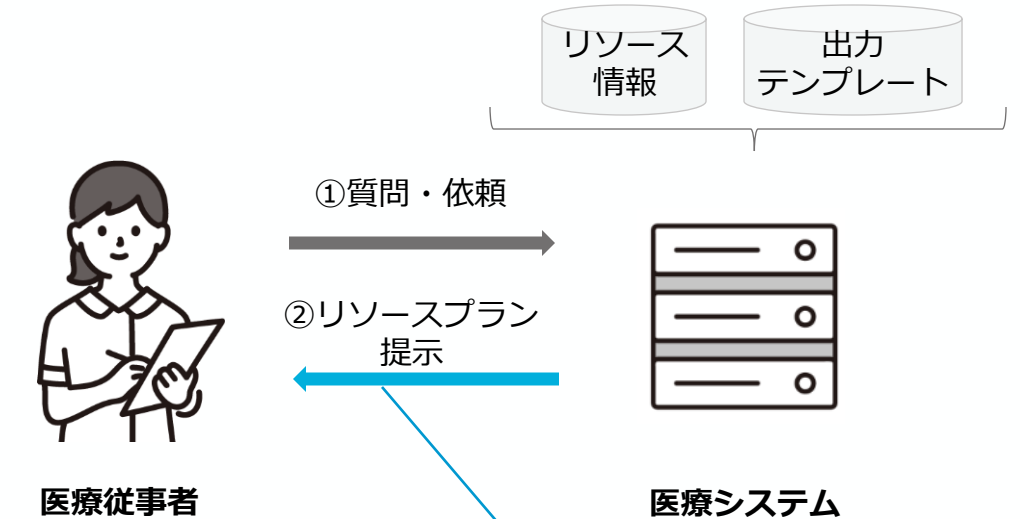 リソース
情報
出力
テンプレート
①質問・依頼
②リソースプラン
提示
医療従事者
医療システム